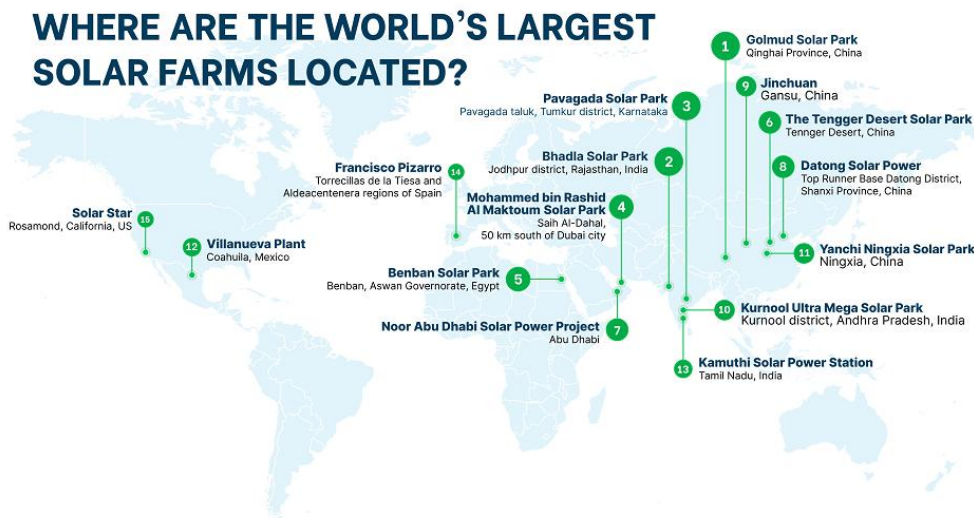 WHERE ARE THE WORLD'S LARGEST
SOLAR FARMS LOCATED?
1
Golmud Solar Park
Qinghai Province, China
9
Jinchuan
Gansu, China
Pavagada Solar Park
Pavagada taluk, Tumkur district, Karnataka
3
6
The Tengger Desert Solar Park
Tennger Desert, China
Bhadla Solar Park
Jodhpur district, Rajasthan, India
2
8
Datong Solar Power
Top Runner Base Datong District,
Shanxi Province, China
Francisco Pizarro
Torrecillas de la Tiesa and
Aldeacentenera regions of Spain
14
Mohammed bin Rashid
Al Maktoum Solar Park
Saih Al-Dahal,
50 km south of Dubai city
4
Solar Star
Rosamond, California, US
15
12
Villanueva Plant
Coahuila, Mexico
11
Yanchi Ningxia Solar Park
Ningxia, China
Benban Solar Park
Benban, Aswan Governorate, Egypt
5
10
Kurnool Ultra Mega Solar Park
Kurnool district, Andhra Pradesh, India
Noor Abu Dhabi Solar Power Project
Abu Dhabi
7
13
Kamuthi Solar Power Station
Tamil Nadu, India